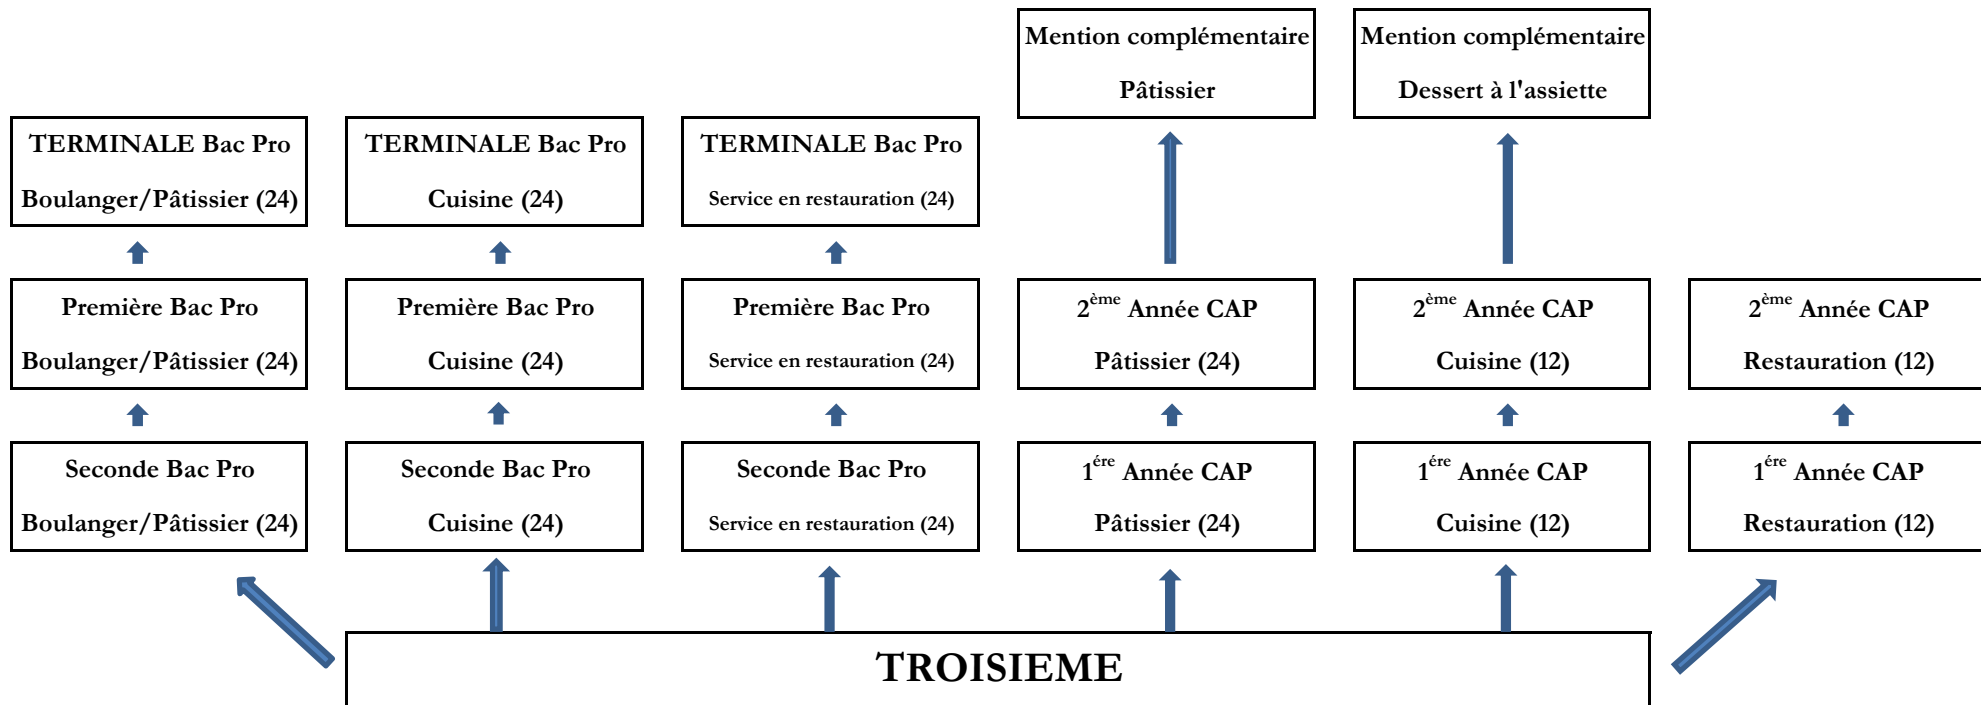 Mention complémentaire
Pâtissier
Mention complémentaire
Dessert à l'assiette
TERMINALE Bac Pro
Boulanger/Pâtissier (24)
TERMINALE Bac Pro
Cuisine (24)
TERMINALE Bac Pro
Service en restauration (24)
Première Bac Pro
Boulanger/Pâtissier (24)
Première Bac Pro
Cuisine (24)
Première Bac Pro
Service en restauration (24)
2ème Année CAP
Pâtissier (24)
2ème Année CAP
Cuisine (12)
2ème Année CAP
Restauration (12)
Seconde Bac Pro
Boulanger/Pâtissier (24)
Seconde Bac Pro
Cuisine (24)
Seconde Bac Pro
Service en restauration (24)
1ére Année CAP
Pâtissier (24)
1ére Année CAP
Cuisine (12)
1ére Année CAP
Restauration (12)
TROISIEME